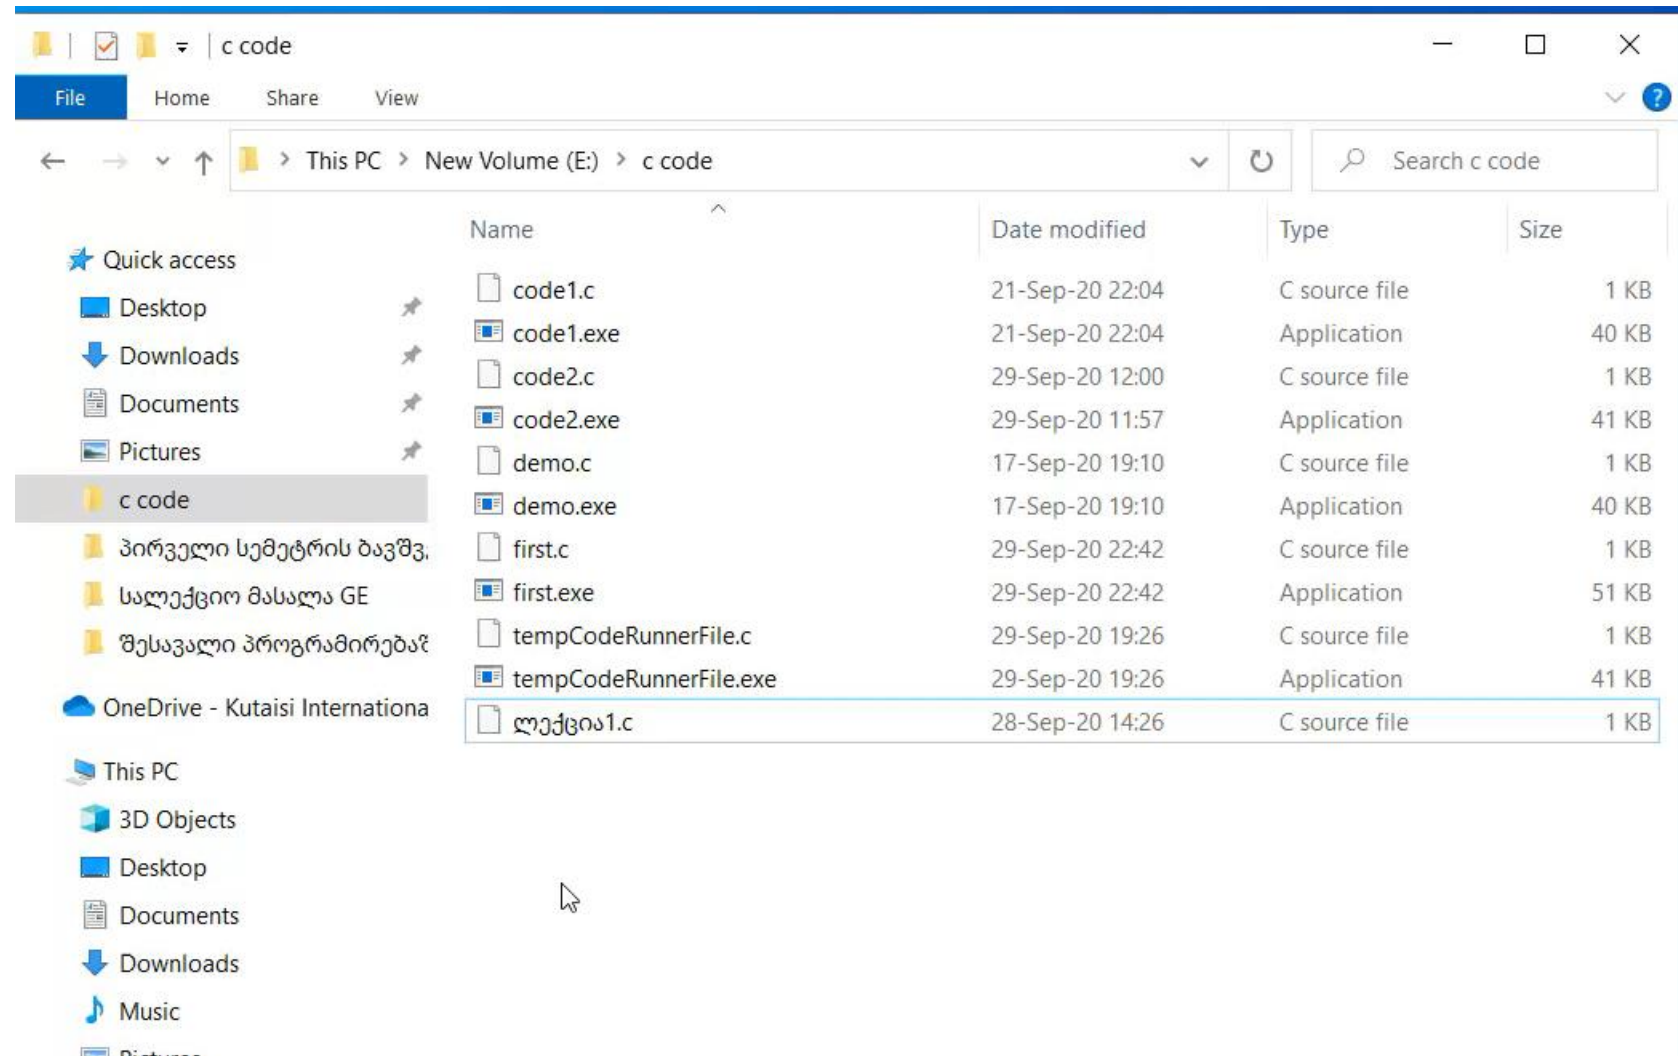 c code
File Home Share View
This PC > New Volume (E:) > c code
Search c code
Quick access
Desktop
Downloads
Documents
Pictures
c code
პირველი სემეტრის ბავშვ
სალექციო მასალა GE
შესავალი პროგრამირებაშ
OneDrive - Kutaisi Internationa
This PC
3D Objects
Desktop
Documents
Downloads
Music
Name Date modified Type Size
code1.c 21-Sep-20 22:04 C source file 1 KB
code1.exe 21-Sep-20 22:04 Application 40 KB
code2.c 29-Sep-20 12:00 C source file 1 KB
code2.exe 29-Sep-20 11:57 Application 41 KB
demo.c 17-Sep-20 19:10 C source file 1 KB
demo.exe 17-Sep-20 19:10 Application 40 KB
first.c 29-Sep-20 22:42 C source file 1 KB
first.exe 29-Sep-20 22:42 Application 51 KB
tempCodeRunnerFile.c 29-Sep-20 19:26 C source file 1 KB
tempCodeRunnerFile.exe 29-Sep-20 19:26 Application 41 KB
ლექცია1.c 28-Sep-20 14:26 C source file 1 KB